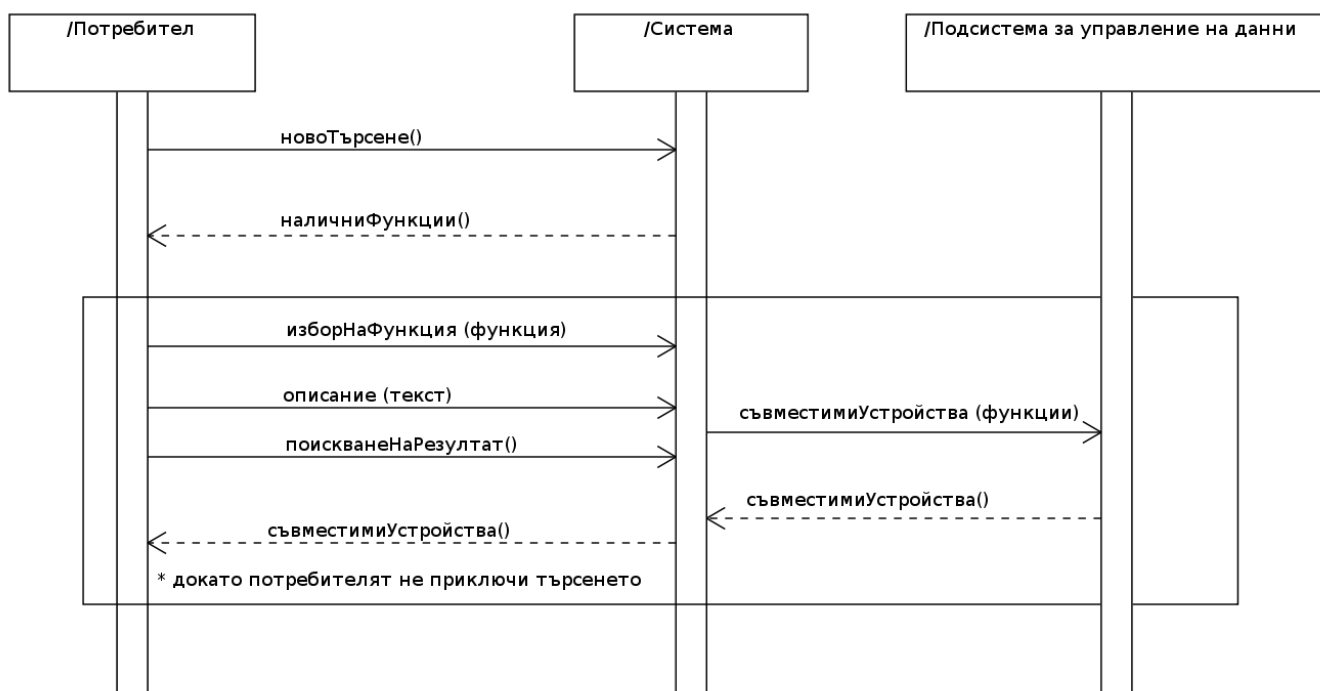 /Потребител
/Система
/Подсистема за управление на данни
новоТърсене()
наличниФункции()
изборНаФункция (функция)
описание (текст)
съвместимиУстройства (функции)
поискванеНаРезултат()
съвместимиУстройства()
съвместимиУстройства()
* докато потребителят не приключи търсенето